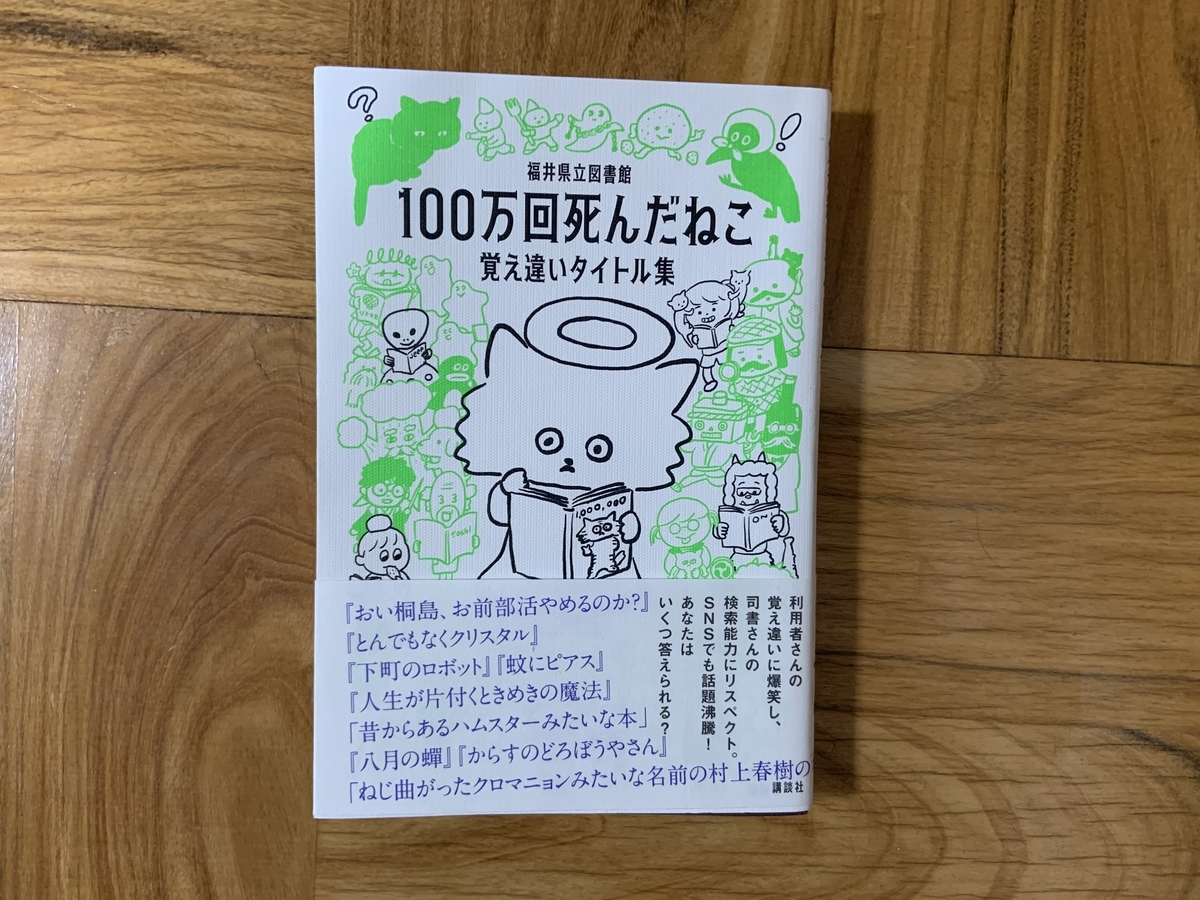 ?
!
福井県立図書館
100万回死んだねこ
覚え違いタイトル集
1,000,000
Toshi
利用者さんの
覚え違いに爆笑し、
司書さんの
検索能力にリスペクト。
SNSでも話題沸騰！
あなたは
いくつ答えられる？
『おい桐島、お前部活やめるのか？』
『とんでもなくクリスタル』
『下町のロボット』『蚊にピアス』
『人生が片付くときめきの魔法』
「昔からあるハムスターみたいな本」
『八月の蟬』『からすのどろぼうやさん』
「ねじ曲がったクロマニョンみたいな名前の村上春樹の
講談社